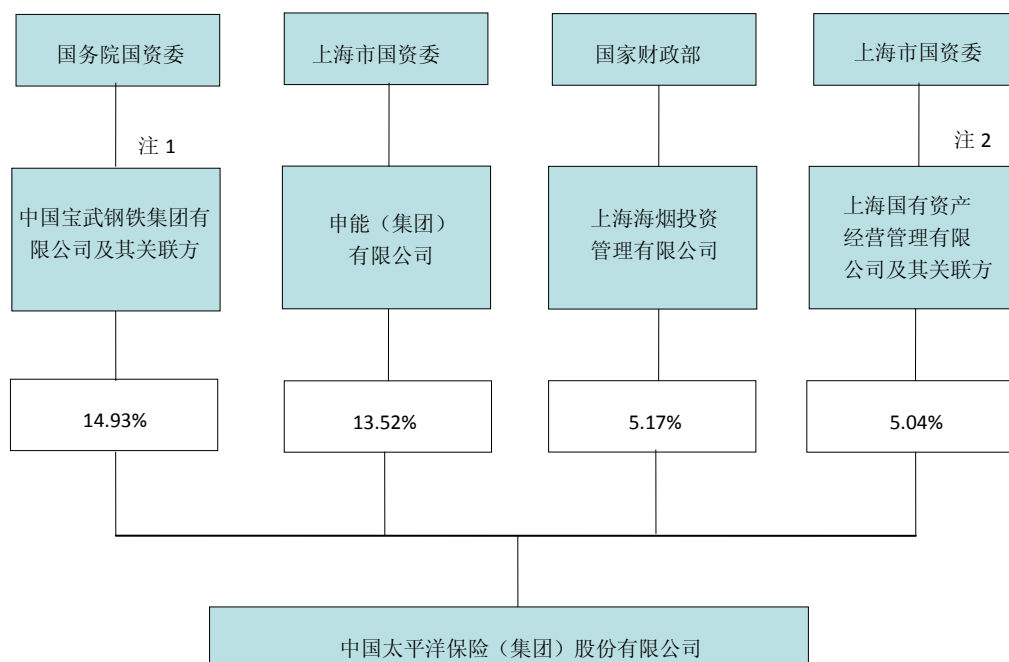 国务院国资委
上海市国资委
国家财政部
上海市国资委
注 1
注 2
中国宝武钢铁集团有
限公司及其关联方
申能（集团）
有限公司
上海海烟投资
管理有限公司
上海国有资产
经营管理有限
公司及其关联方
14.93%
13.52%
5.17%
5.04%
中国太平洋保险（集团）股份有限公司